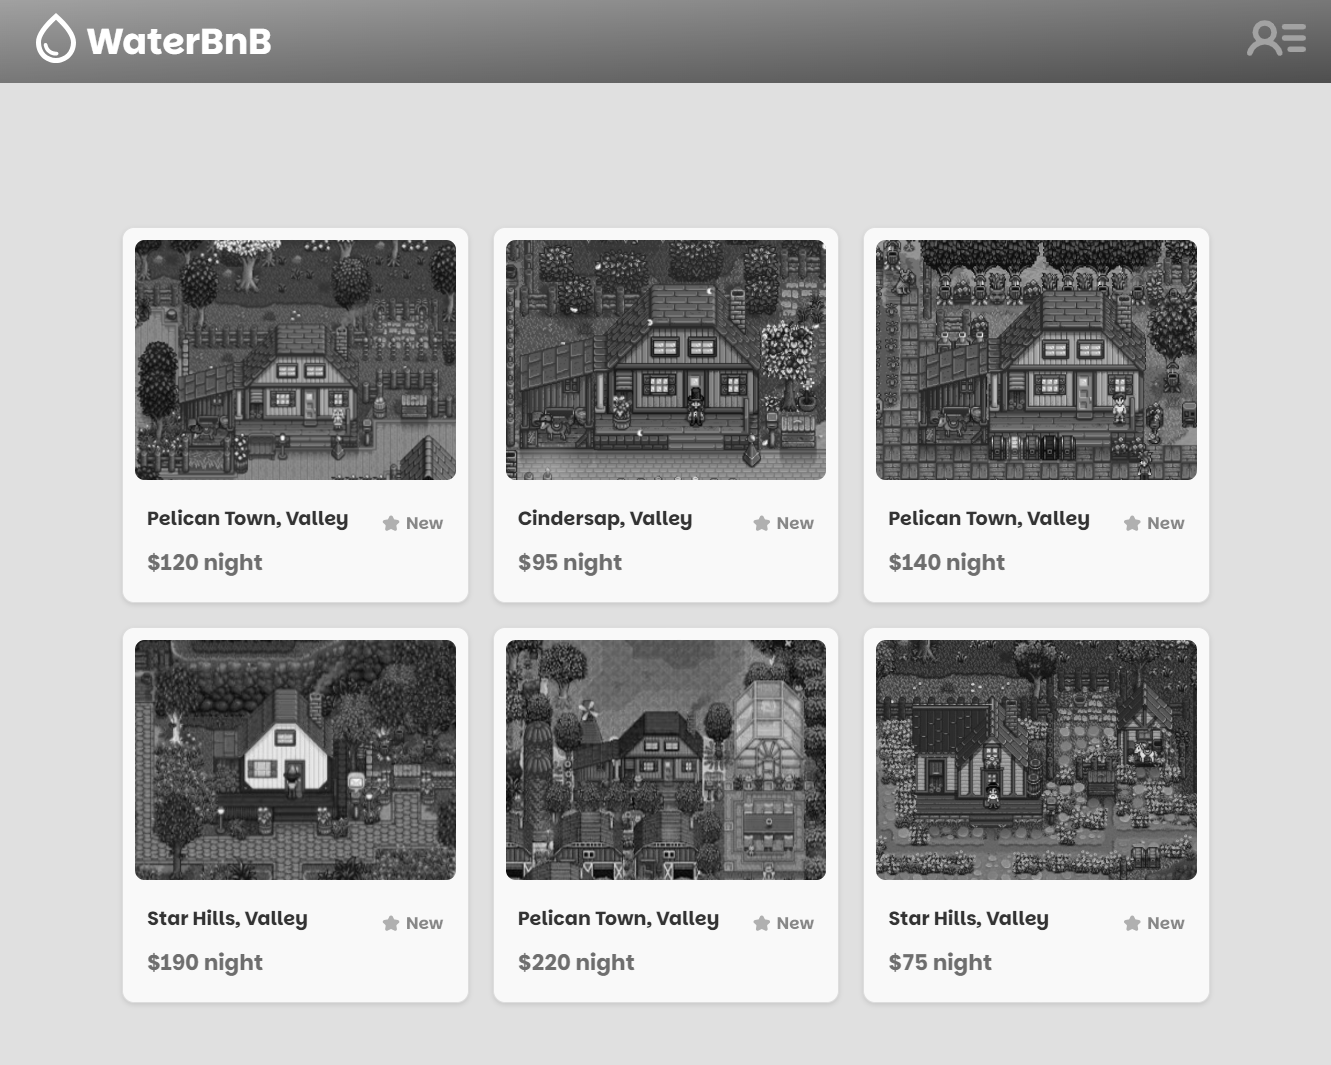 WaterBnB
Pelican Town, Valley
New
$120 night
Cindersap, Valley
New
$95 night
Pelican Town, Valley
New
$140 night
Star Hills, Valley
New
$190 night
Pelican Town, Valley
New
$220 night
Star Hills, Valley
New
$75 night